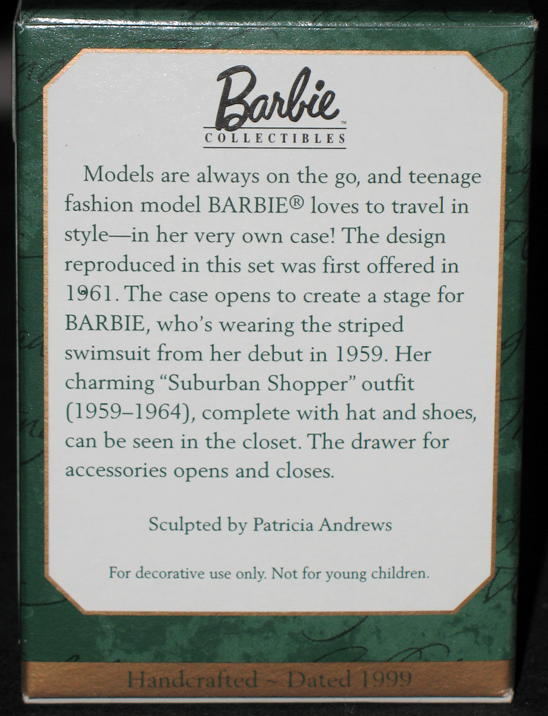 Barbie™
COLLECTIBLES
Models are always on the go, and teenage
fashion model BARBIE® loves to travel in
style—in her very own case! The design
reproduced in this set was first offered in
1961. The case opens to create a stage for
BARBIE, who's wearing the striped
swimsuit from her debut in 1959. Her
charming “Suburban Shopper” outfit
(1959–1964), complete with hat and shoes,
can be seen in the closet. The drawer for
accessories opens and closes.
Sculpted by Patricia Andrews
For decorative use only. Not for young children.
Handcrafted ~ Dated 1999